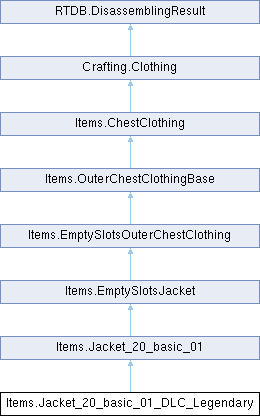 RTDB.DisassemblingResult
Crafting.Clothing
Items.ChestClothing
Items.OuterChestClothingBase
Items.EmptySlotsOuterChestClothing
Items.EmptySlotsJacket
Items.Jacket_20_basic_01
Items.Jacket_20_basic_01_DLC_Legendary